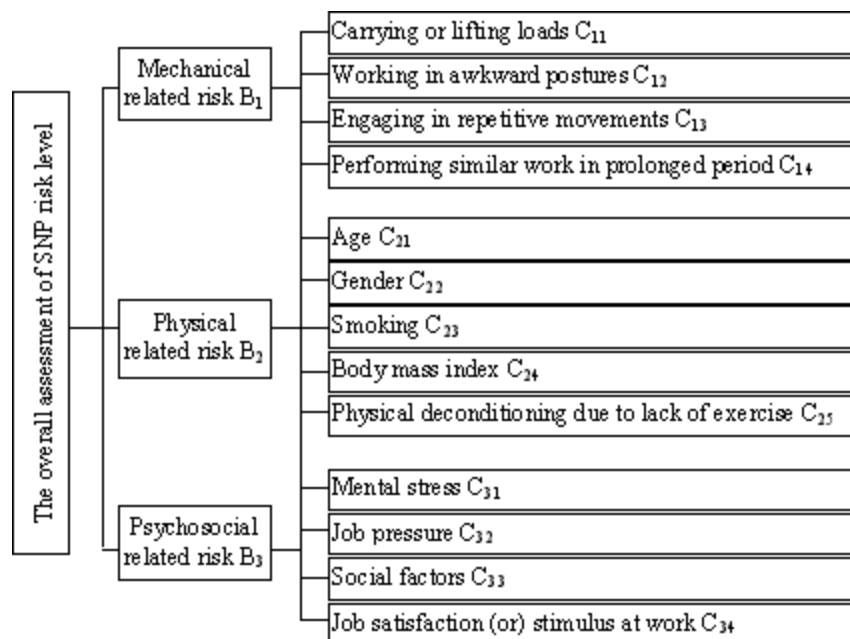 The overall assessment of SNP risk level
Mechanical
related risk B₁
Carrying or lifting loads C₁₁
Working in awkward postures C₁₂
Engaging in repetitive movements C₁₃
Performing similar work in prolonged period C₁₄
Physical
related risk B₂
Age C₂₁
Gender C₂₂
Smoking C₂₃
Body mass index C₂₄
Physical deconditioning due to lack of exercise C₂₅
Psychosocial
related risk B₃
Mental stress C₃₁
Job pressure C₃₂
Social factors C₃₃
Job satisfaction (or) stimulus at work C₃₄